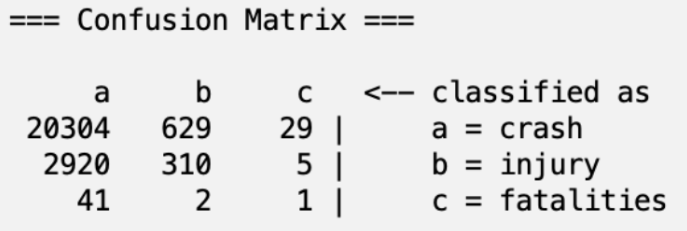 === Confusion Matrix ===
a b c <-- classified as
20304 629 29 | a = crash
2920 310 5 | b = injury
41 2 1 | c = fatalities